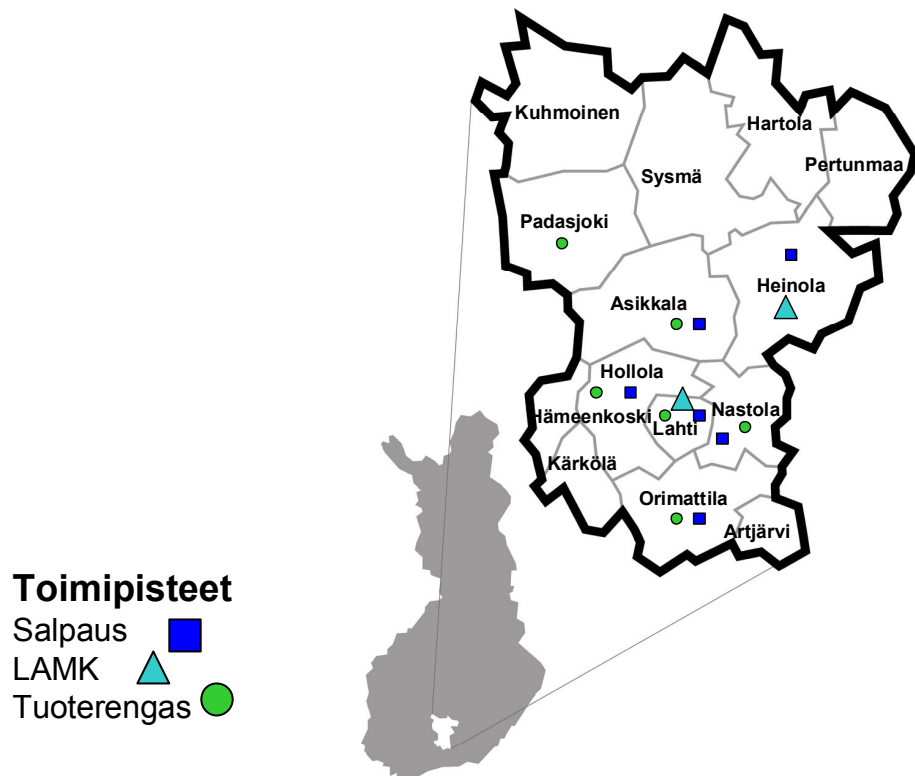 Kuhmoinen
Hartola
Pertunmaa
Sysmä
Padasjoki
Heinola
Asikkala
Hollola
Hämeenkoski
Nastola
Lahti
Kärkölä
Orimattila
Artjärvi
Toimipisteet
Salpaus
LAMK
Tuoterengas